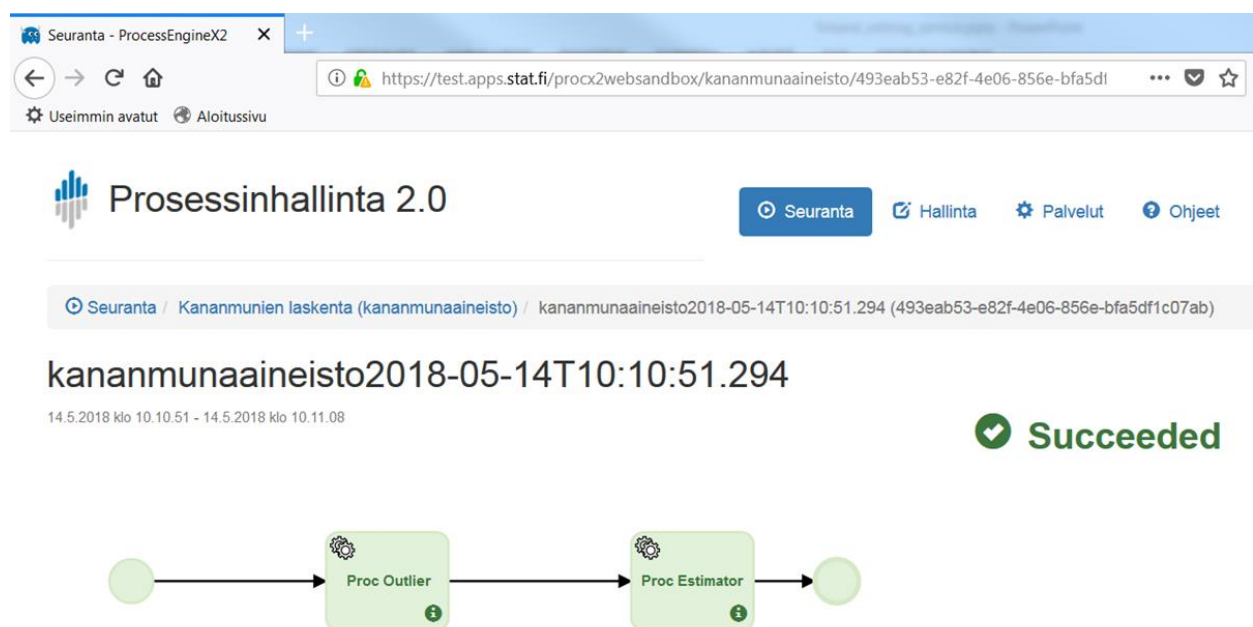 Seuranta - ProcessEngineX2
https://test.apps.stat.fi/procx2websandbox/kananmunaaineisto/493eab53-e82f-4e06-856e-bfa5df1
Useimmin avatut Aloitussivu
Prosessinhallinta 2.0
Seuranta Hallinta Palvelut Ohjeet
Seuranta / Kananmunien laskenta (kananmunaaineisto) / kananmunaaineisto2018-05-14T10:10:51.294 (493eab53-e82f-4e06-856e-bfa5df1c07ab)
kananmunaaineisto2018-05-14T10:10:51.294
14.5.2018 klo 10.10.51 - 14.5.2018 klo 10.11.08
Succeeded
Proc Outlier Proc Estimator